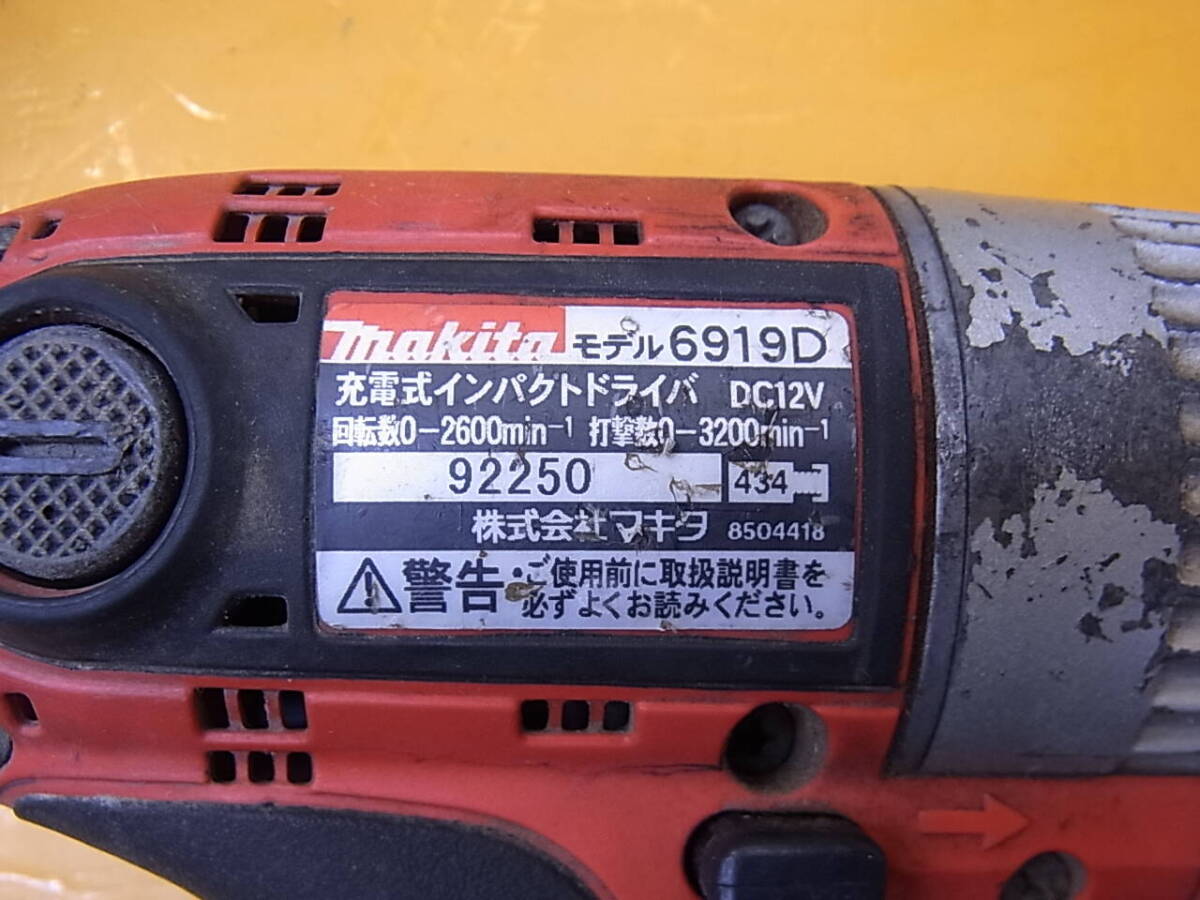 makita モデル6919D
充電式インパクトドライバ DC12V
回転数0-2600min⁻¹ 打撃数0-3200min⁻¹
92250 434
株式会社マキタ 8504418
警告・ご使用前に取扱説明書を
必ずよくお読みください。